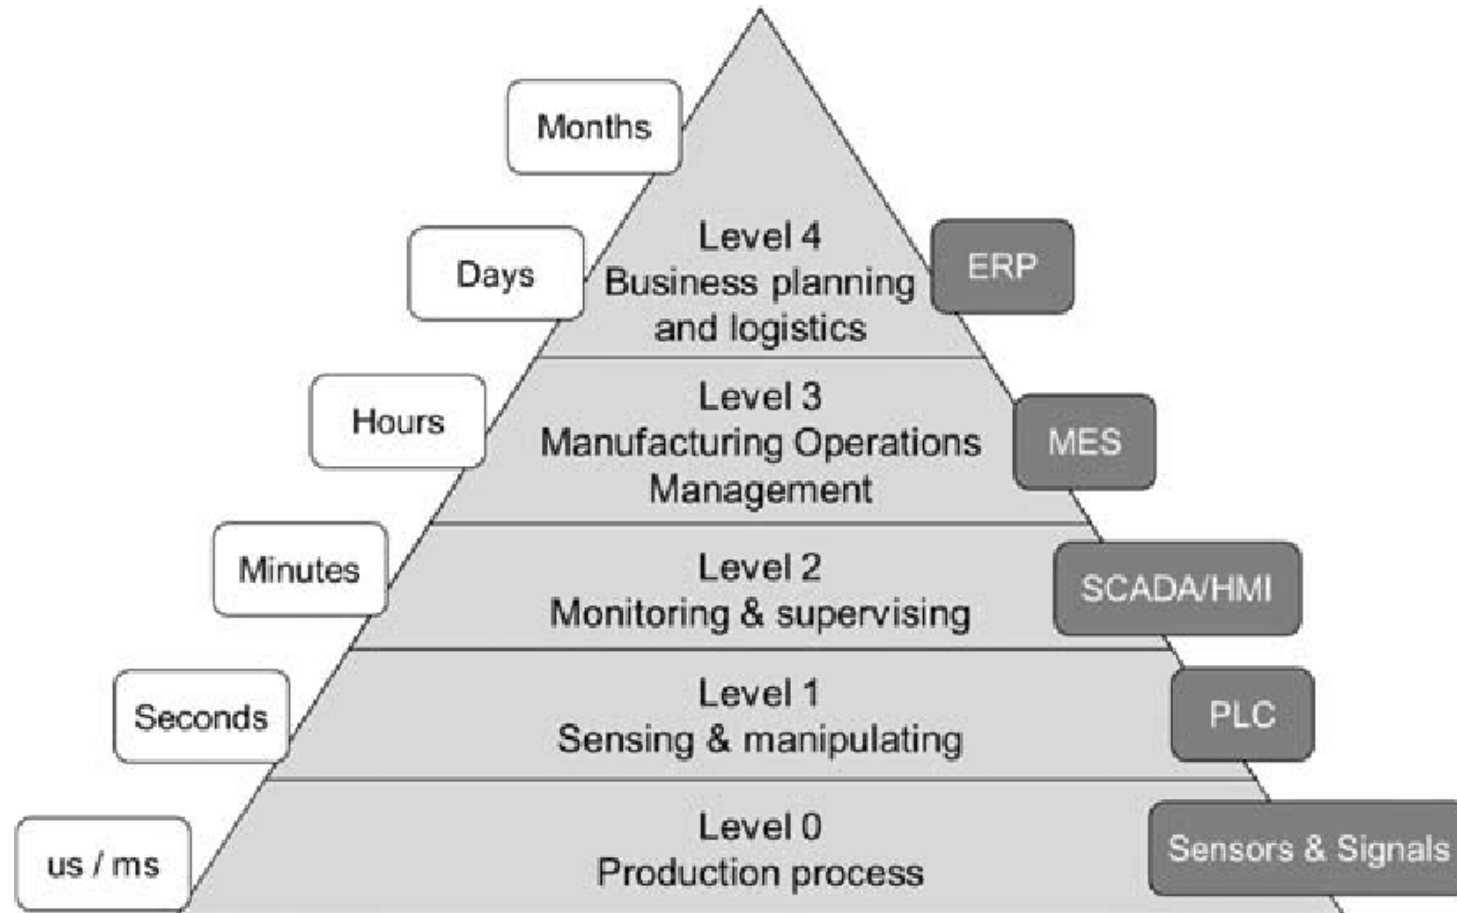 Months
Level 4
Business planning
and logistics
Days
ERP
Level 3
Manufacturing Operations
Management
Hours
MES
Level 2
Monitoring & supervising
Minutes
SCADA/HMI
Level 1
Sensing & manipulating
Seconds
PLC
Level 0
Production process
us / ms
Sensors & Signals